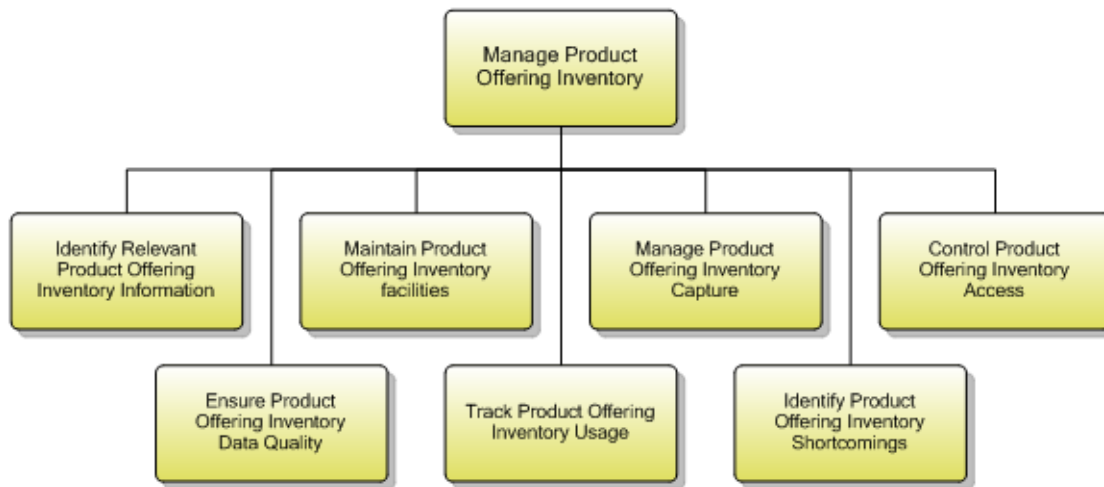 Manage Product
Offering Inventory
Identify Relevant
Product Offering
Inventory Information
Maintain Product
Offering Inventory
facilities
Manage Product
Offering Inventory
Capture
Control Product
Offering Inventory
Access
Ensure Product
Offering Inventory
Data Quality
Track Product Offering
Inventory Usage
Identify Product
Offering Inventory
Shortcomings